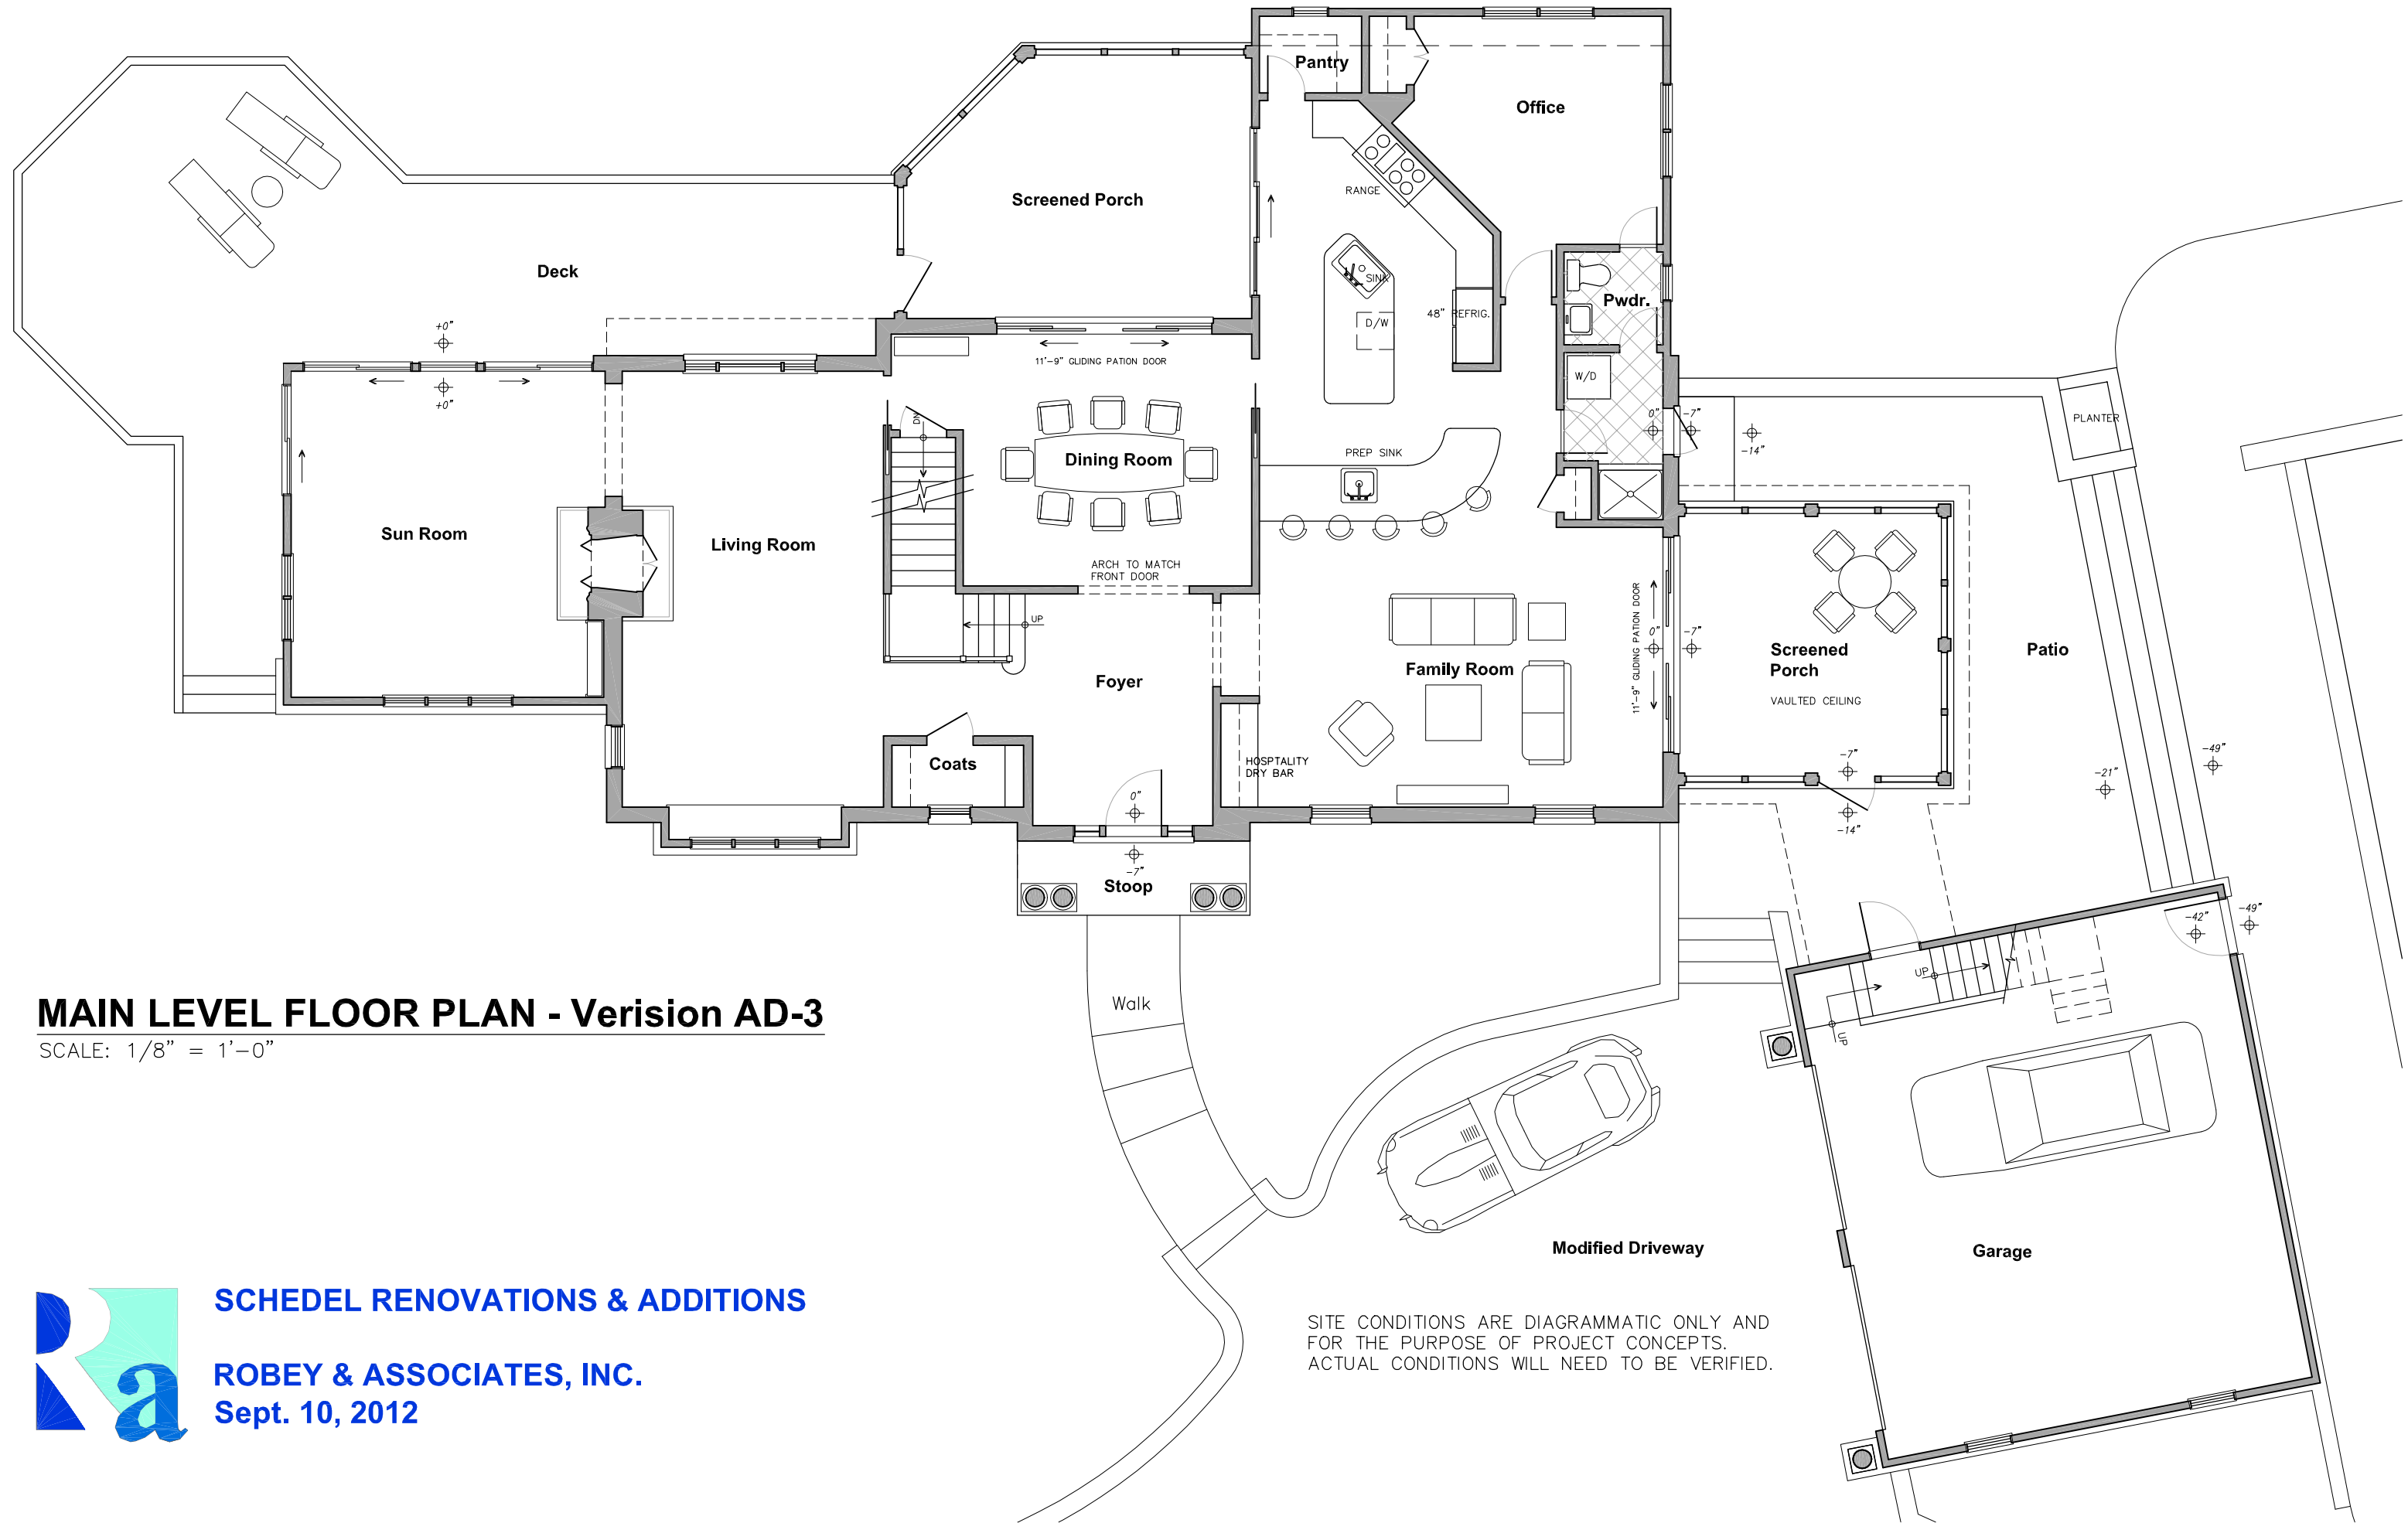 Pantry
Office
RANGE
Screened Porch
Deck
SINK
Pwdr.
48" REFRIG.
D/W
+0"
+0"
11'-9" GLIDING PATION DOOR
W/D
0"
-7"
-14"
PLANTER
DN
Dining Room
PREP SINK
Sun Room
Living Room
ARCH TO MATCH
FRONT DOOR
UP
11'-9" GLIDING PATION DOOR
0"
-7"
Screened
Porch
Patio
Family Room
Foyer
VAULTED CEILING
Coats
HOSPTALITY
DRY BAR
-7"
-14"
-21"
-49"
0"
-7"
Stoop
-42"
-49"
UP
UP
Walk
MAIN LEVEL FLOOR PLAN - Verision AD-3
SCALE: 1/8" = 1'-0"
Modified Driveway
Garage
SITE CONDITIONS ARE DIAGRAMMATIC ONLY AND
FOR THE PURPOSE OF PROJECT CONCEPTS.
ACTUAL CONDITIONS WILL NEED TO BE VERIFIED.
Ra
SCHEDEL RENOVATIONS & ADDITIONS
ROBEY & ASSOCIATES, INC.
Sept. 10, 2012